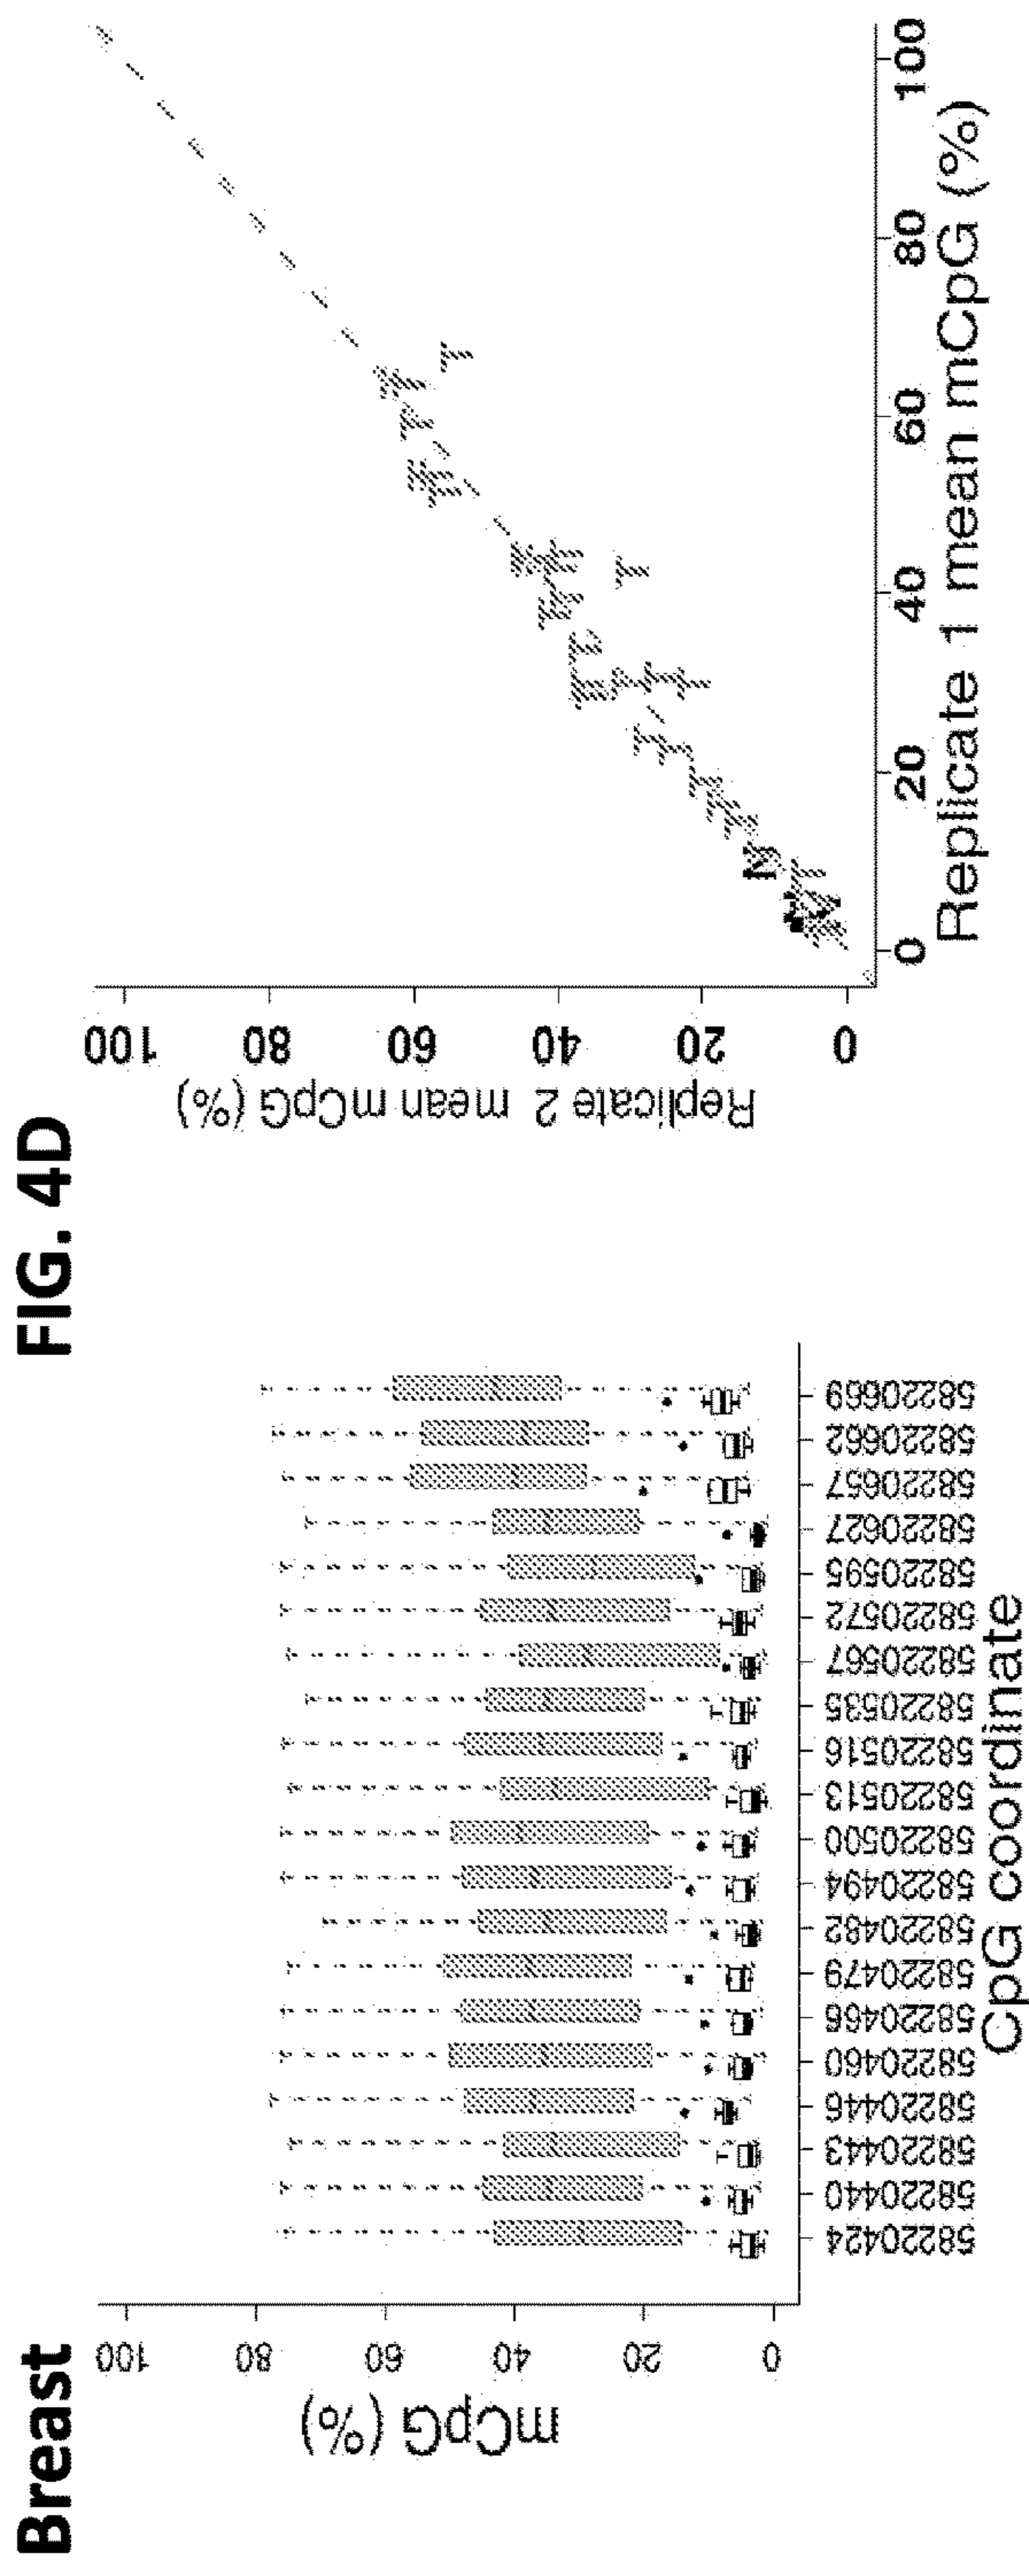 Breast
FIG. 4D
mCpG (%)
100
80
60
40
20
0
58220424
58220440
58220443
58220446
58220460
58220466
58220479
58220482
58220494
58220500
58220513
58220516
58220535
58220567
58220572
58220595
58220627
58220657
58220662
58220669
CpG coordinate
Replicate 2 mean mCpG (%)
100
80
60
40
20
0
T
T
T
T
T
N
T
0
20
40
60
80
100
Replicate 1 mean mCpG (%)